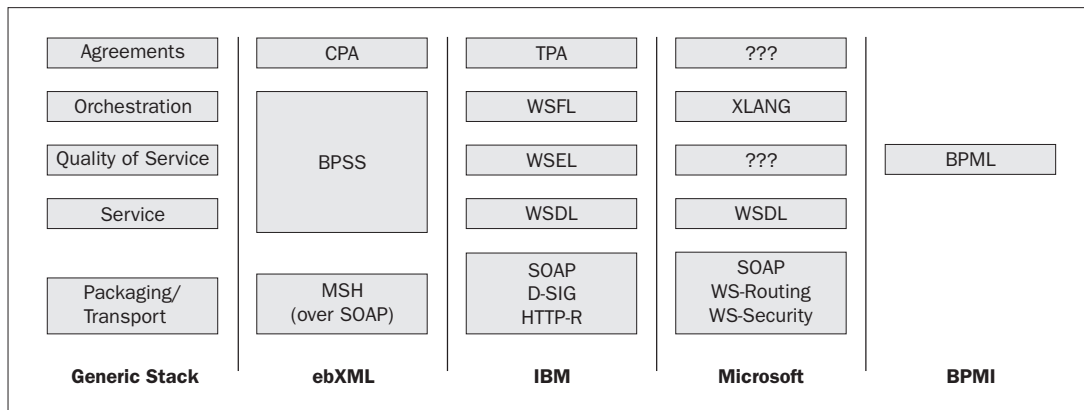 Agreements
CPA
TPA
???
Orchestration
BPSS
WSFL
XLANG
Quality of Service
WSEL
???
BPML
Service
WSDL
WSDL
Packaging/
Transport
MSH
(over SOAP)
SOAP
D-SIG
HTTP-R
SOAP
WS-Routing
WS-Security
Generic Stack
ebXML
IBM
Microsoft
BPMI